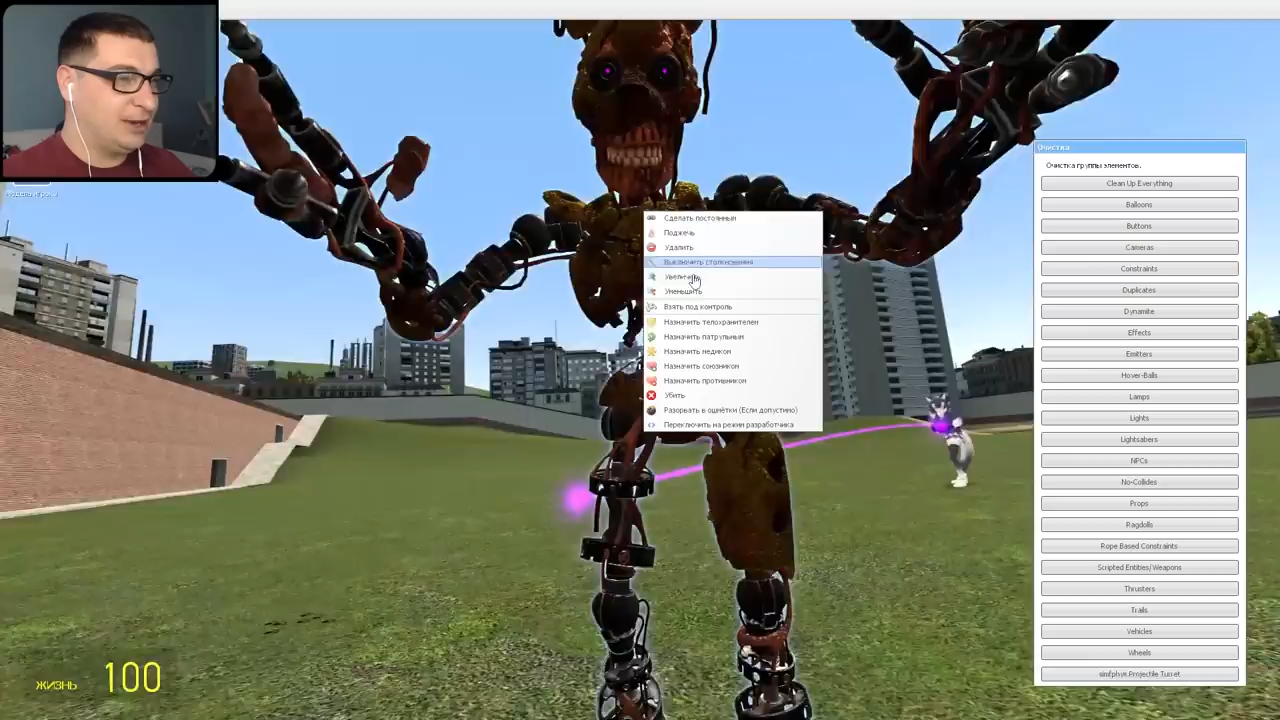 Очистка
Очистка группы элементов.
Clean Up Everything
Balloons
Buttons
Cameras
Constraints
Duplicates
Dynamite
Effects
Emitters
Hover-Balls
Lamps
Lights
Lightsabers
NPCs
No-Collides
Props
Ragdolls
Rope Based Constraints
Scripted Entities/Weapons
Thrusters
Trails
Vehicles
Wheels
simfphys Projectile Turret
Сделать постоянным
Поджечь
Удалить
Выключить столкновения
Увеличить
Уменьшить
Взять под контроль
Назначить телохранителем
Назначить патрульным
Назначить медиком
Назначить союзником
Назначить противником
Убить
Разорвать в ошмётки (Если допустимо)
Переключить на режим разработчика
ЖИЗНЬ 100